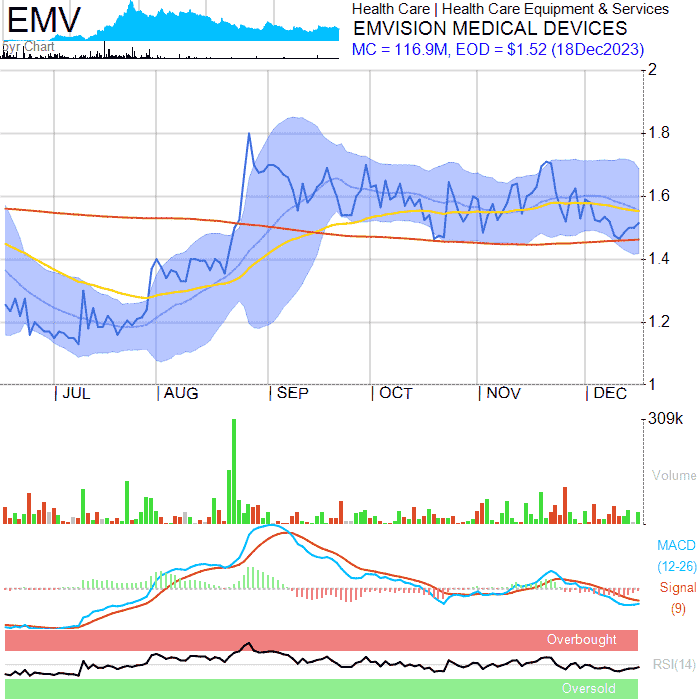 EMV
Health Care | Health Care Equipment & Services
EMVISION MEDICAL DEVICES
MC = 116.9M, EOD = $1.52 (18Dec2023)
Chart
2
1.8
1.6
1.4
1.2
1
JUL
AUG
SEP
OCT
NOV
DEC
309k
Volume
MACD
(12-26)
Signal
(9)
Overbought
RSI(14)
Oversold